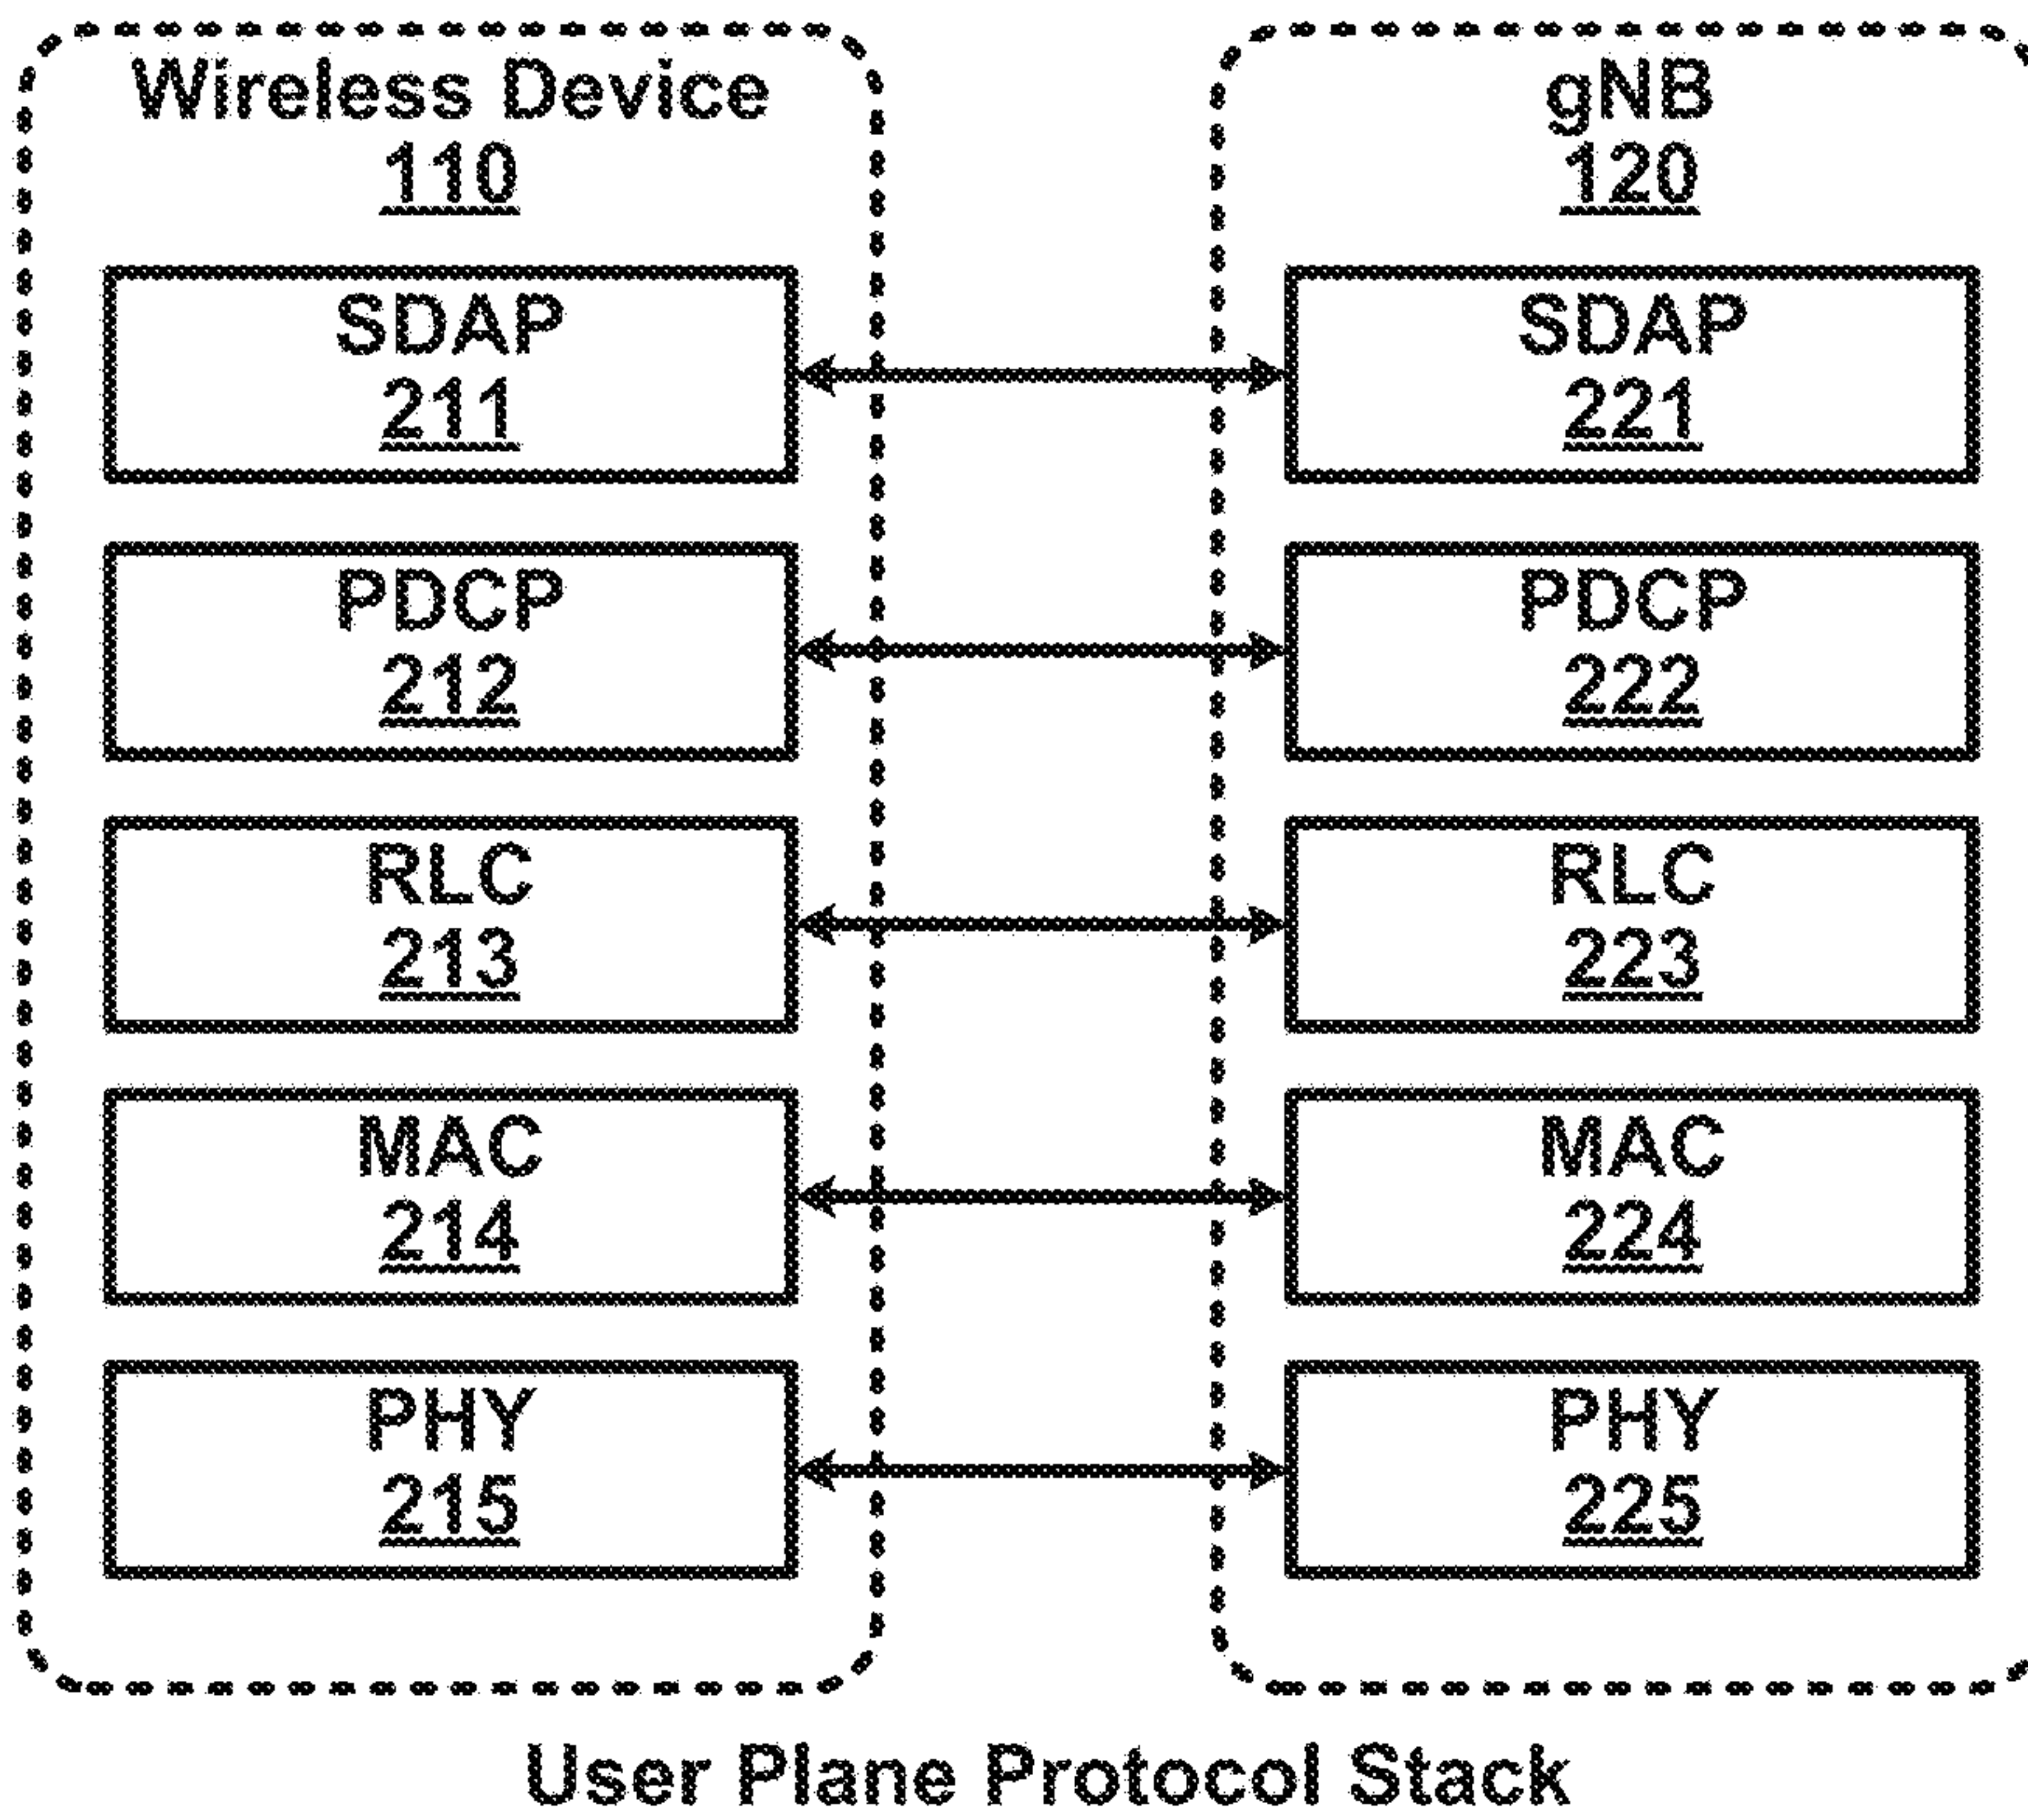 Wireless Device
110
SDAP
211
PDCP
212
RLC
213
MAC
214
PHY
215
gNB
120
SDAP
221
PDCP
222
RLC
223
MAC
224
PHY
225
User Plane Protocol Stack